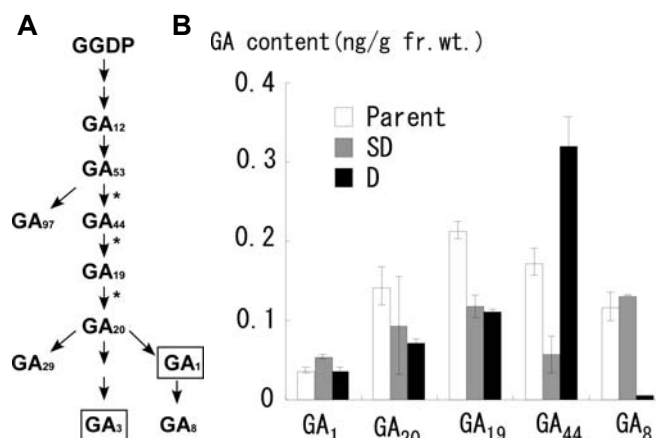 A
GGDP
GA12
GA53
*
GA97 GA44
*
GA19
*
GA20
GA29 GA1
GA3 GA8
B
GA content(ng/g fr.wt.)
0.4
0.3
0.2
0.1
0
Parent
SD
D
GA1 GA20 GA19 GA44 GA8